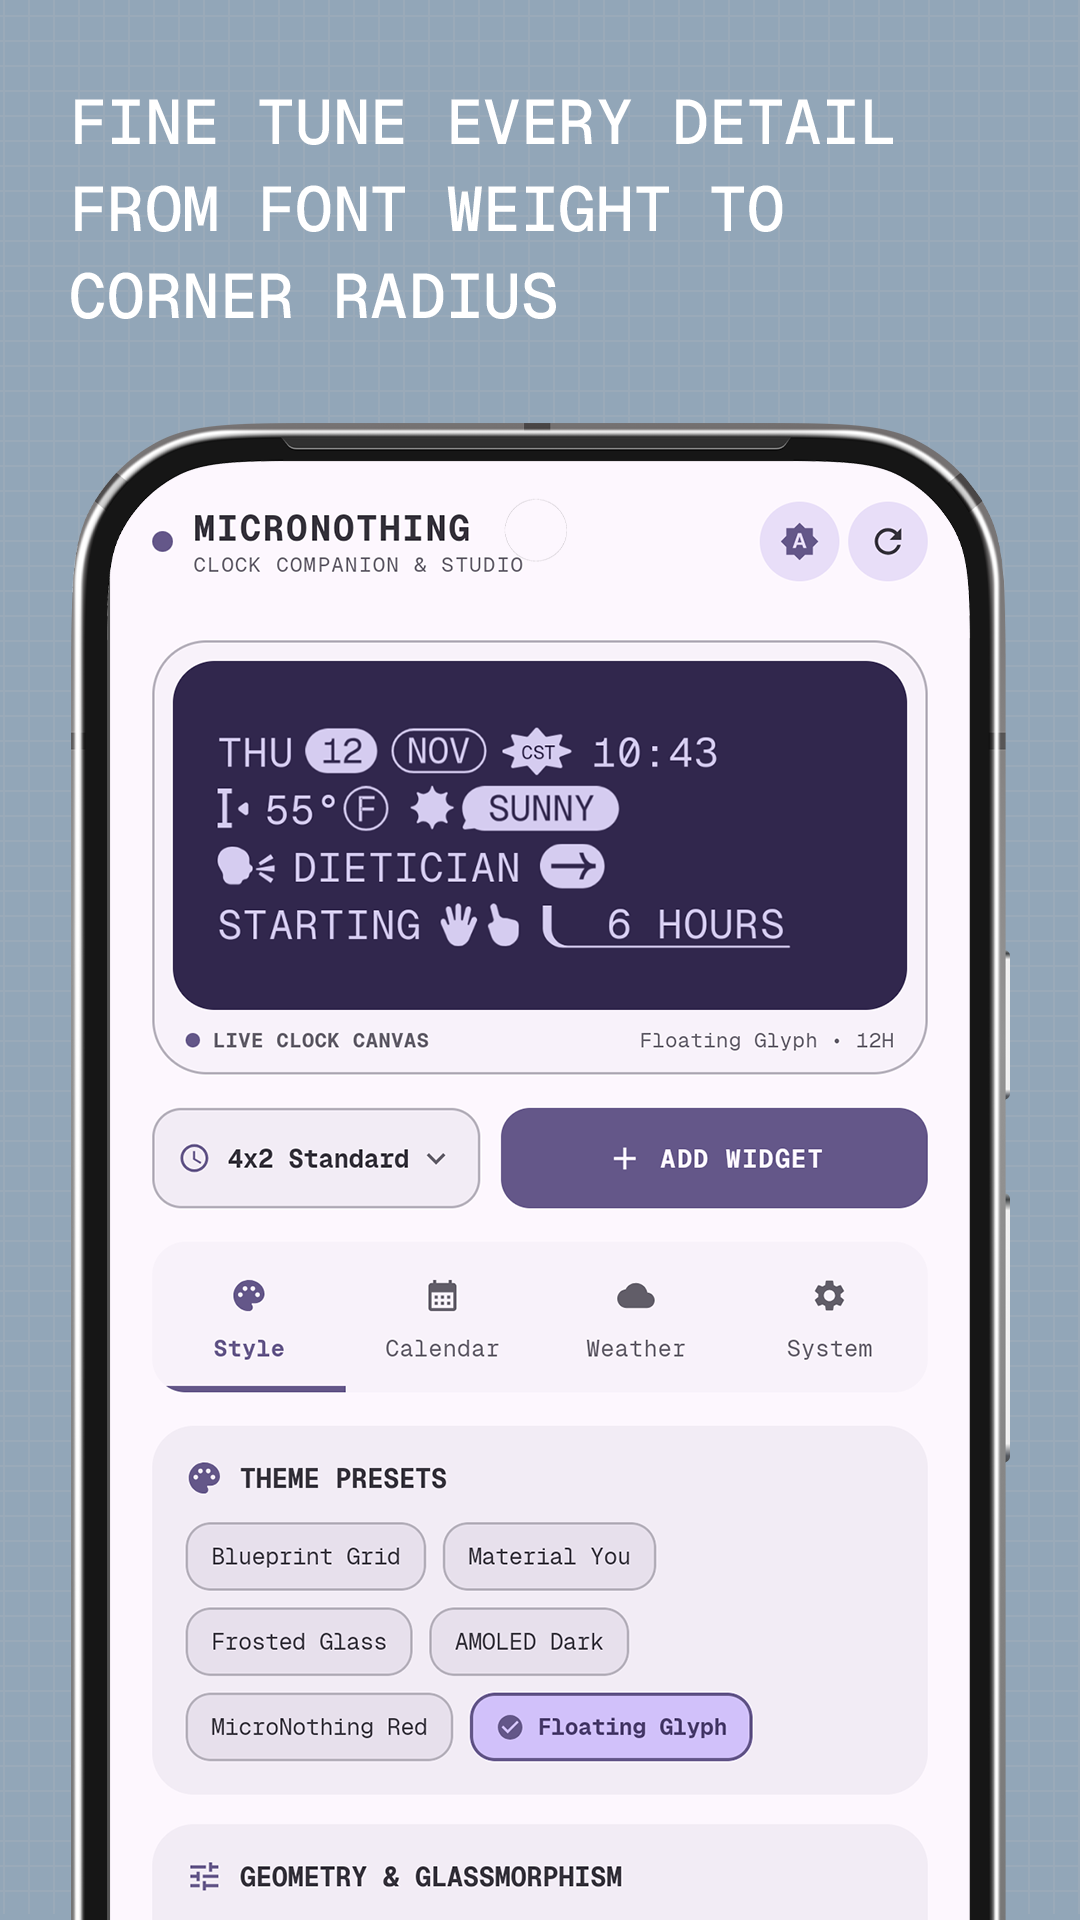 FINE TUNE EVERY DETAIL
FROM FONT WEIGHT TO
CORNER RADIUS
MICRONOTHING
CLOCK COMPANION & STUDIO
A
THU 12 NOV CST 10:43
55° F SUNNY
DIETICIAN
STARTING 6 HOURS
LIVE CLOCK CANVAS
Floating Glyph • 12H
4x2 Standard
+ ADD WIDGET
Style
Calendar
Weather
System
THEME PRESETS
Blueprint Grid
Material You
Frosted Glass
AMOLED Dark
MicroNothing Red
Floating Glyph
GEOMETRY & GLASSMORPHISM